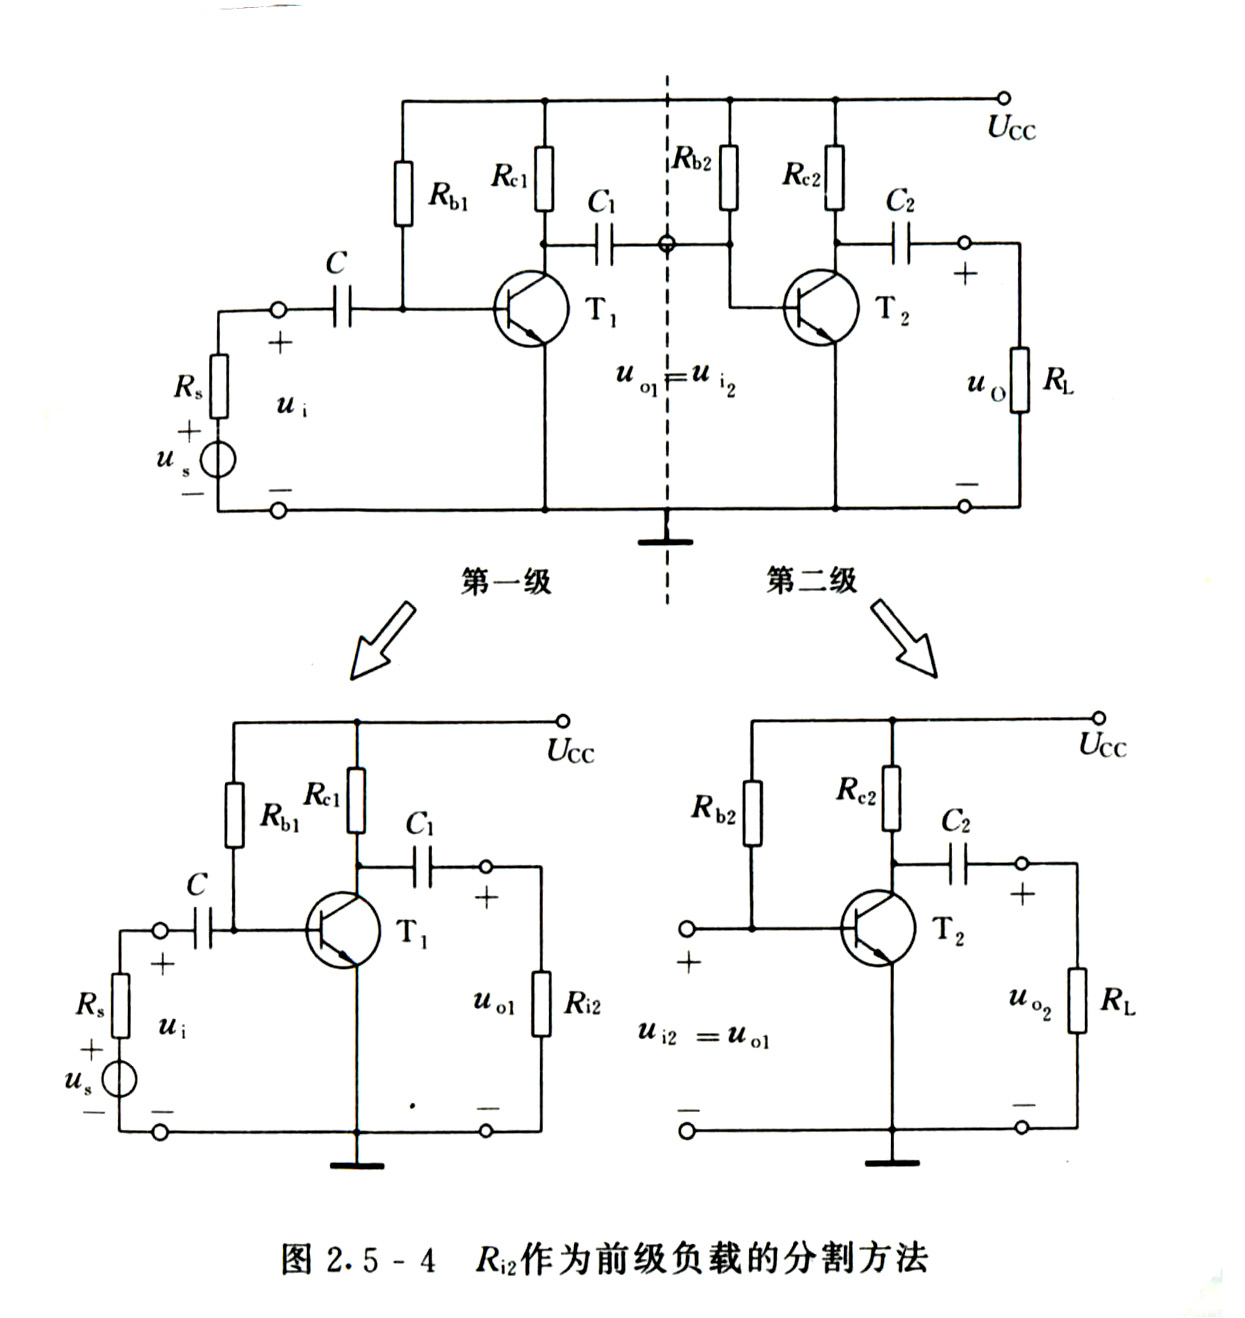 U_CC
R_b1
R_c1
C_1
R_b2
R_c2
C_2
C
+
T_1
T_2
+
R_s
u_i
u_o1 = u_i2
u_O
R_L
+
u_s
−
−
−
第一级
第二级
U_CC
R_b1
R_c1
C_1
C
+
T_1
+
R_s
u_i
u_o1
R_i2
+
u_s
−
−
−
U_CC
R_b2
R_c2
C_2
+
T_2
+
u_i2 = u_o1
u_o2
R_L
−
−
图 2.5-4 R_i2作为前级负载的分割方法